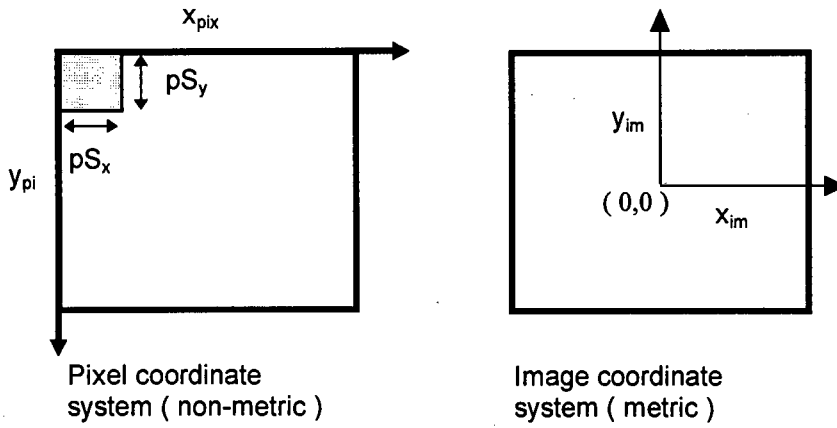 x_pix
pS_y
pS_x
y_pi
Pixel coordinate
system ( non-metric )
y_im
( 0,0 )
x_im
Image coordinate
system ( metric )